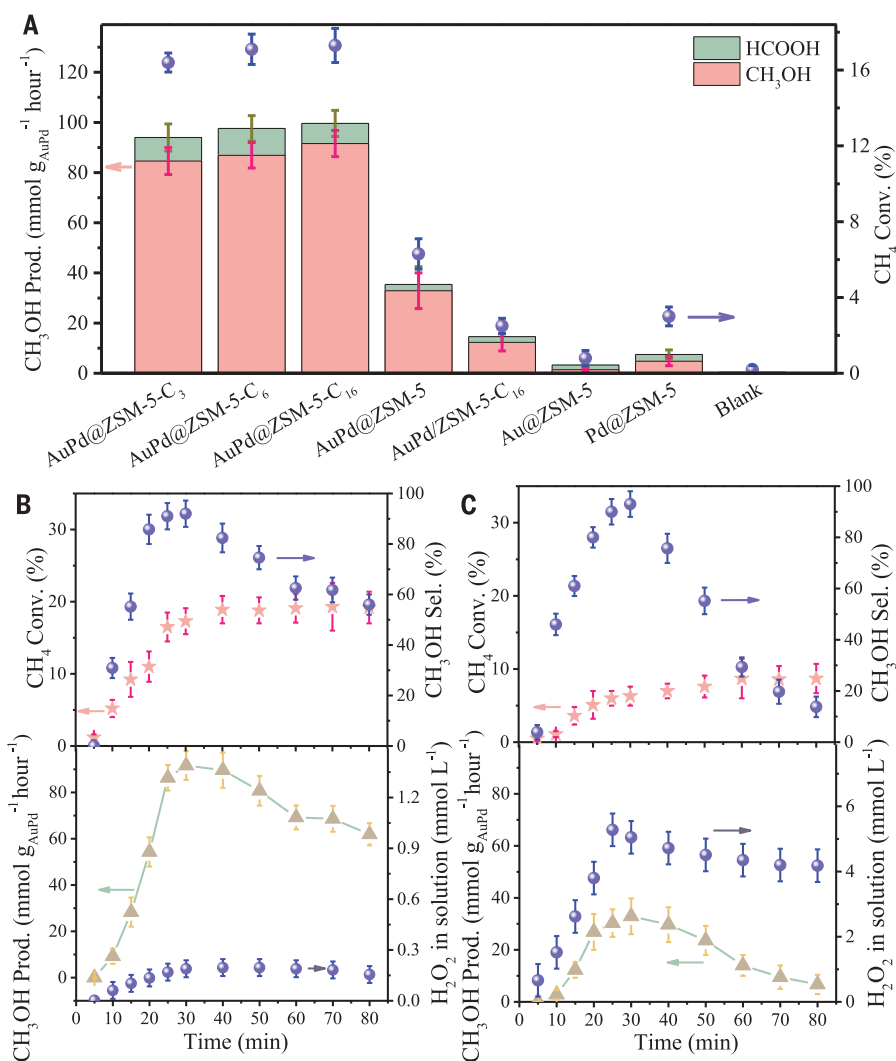 A
CH₃OH Prod. (mmol g_AuPd⁻¹ hour⁻¹)
120
100
80
60
40
20
0
HCOOH
CH₃OH
16
12
8
4
0
CH₄ Conv. (%)
AuPd@ZSM-5-C₃
AuPd@ZSM-5-C₆
AuPd@ZSM-5-C₁₆
AuPd@ZSM-5
AuPd/ZSM-5-C₁₆
Au@ZSM-5
Pd@ZSM-5
Blank
B
CH₄ Conv. (%)
30
20
10
0
100
80
60
40
20
0
CH₃OH Sel. (%)
CH₃OH Prod. (mmol g_AuPd⁻¹ hour⁻¹)
80
60
40
20
0
1.2
0.9
0.6
0.3
0.0
H₂O₂ in solution (mmol L⁻¹)
0 10 20 30 40 50 60 70 80
Time (min)
C
CH₄ Conv. (%)
30
20
10
0
100
80
60
40
20
0
CH₃OH Sel. (%)
CH₃OH Prod. (mmol g_AuPd⁻¹ hour⁻¹)
80
60
40
20
0
6
4
2
0
H₂O₂ in solution (mmol L⁻¹)
0 10 20 30 40 50 60 70 80
Time (min)